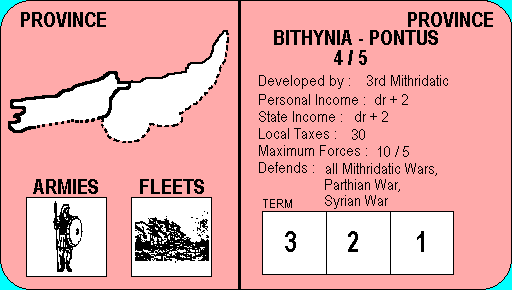 PROVINCE
ARMIES
FLEETS
PROVINCE
BITHYNIA - PONTUS
4 / 5
Developed by : 3rd Mithridatic
Personal Income : dr + 2
State Income : dr + 2
Local Taxes : 30
Maximum Forces : 10 / 5
Defends : all Mithridatic Wars,
Parthian War,
Syrian War
TERM
3 2 1